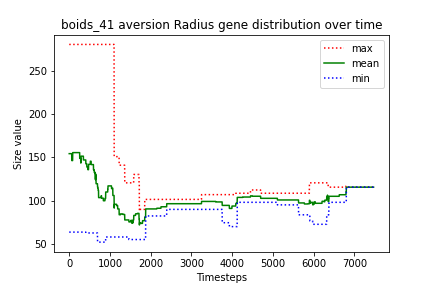 boids_41 aversion Radius gene distribution over time
max
mean
min
Size value
250
200
150
100
50
0
1000
2000
3000
4000
5000
6000
7000
Timesteps